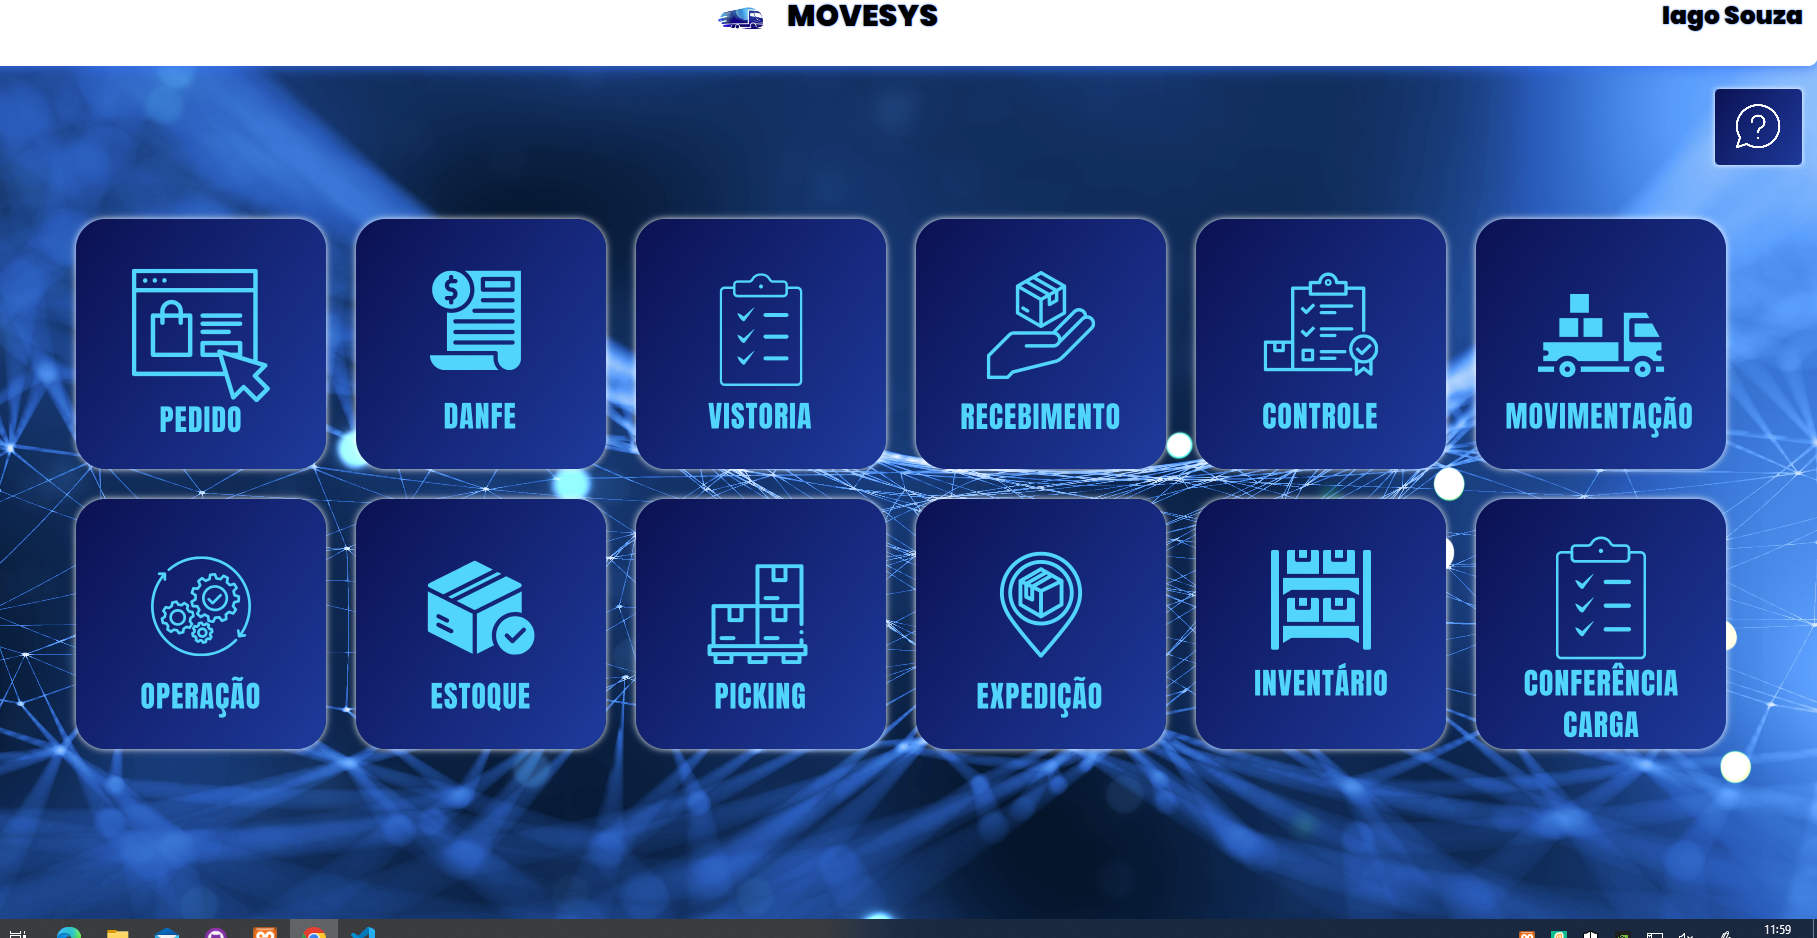 MOVESYS
Iago Souza
PEDIDO
DANFE
VISTORIA
RECEBIMENTO
CONTROLE
MOVIMENTAÇÃO
OPERAÇÃO
ESTOQUE
PICKING
EXPEDIÇÃO
INVENTÁRIO
CONFERÊNCIA
CARGA
11:59